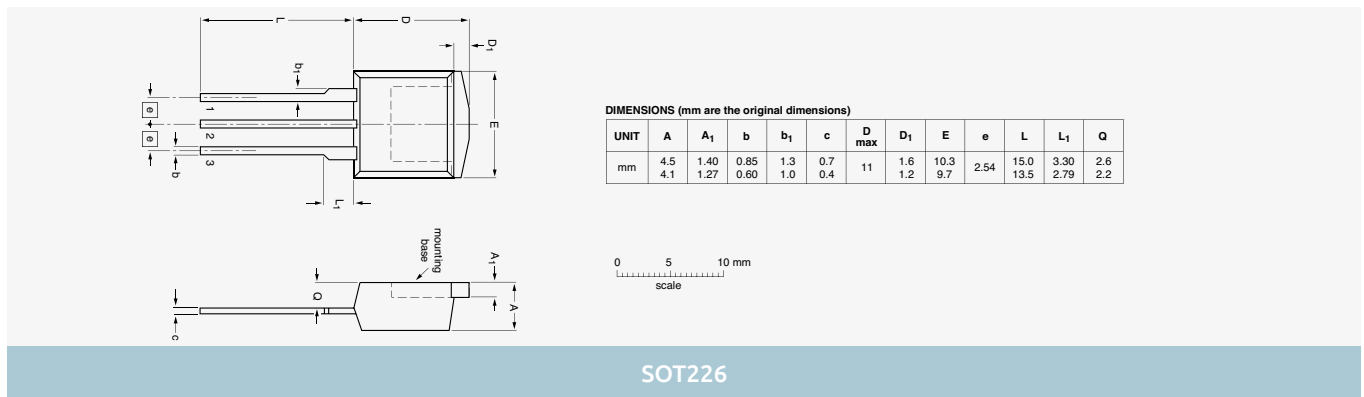 L
D
D1
b1
e
e
1
2
3
E
b
L1
DIMENSIONS (mm are the original dimensions)
UNIT A A1 b b1 c D max D1 E e L L1 Q
mm 4.5 4.1 1.40 1.27 0.85 0.60 1.3 1.0 0.7 0.4 11 1.6 1.2 10.3 9.7 2.54 15.0 13.5 3.30 2.79 2.6 2.2
mounting
base
A1
Q
A
c
0 5 10 mm
scale
SOT226